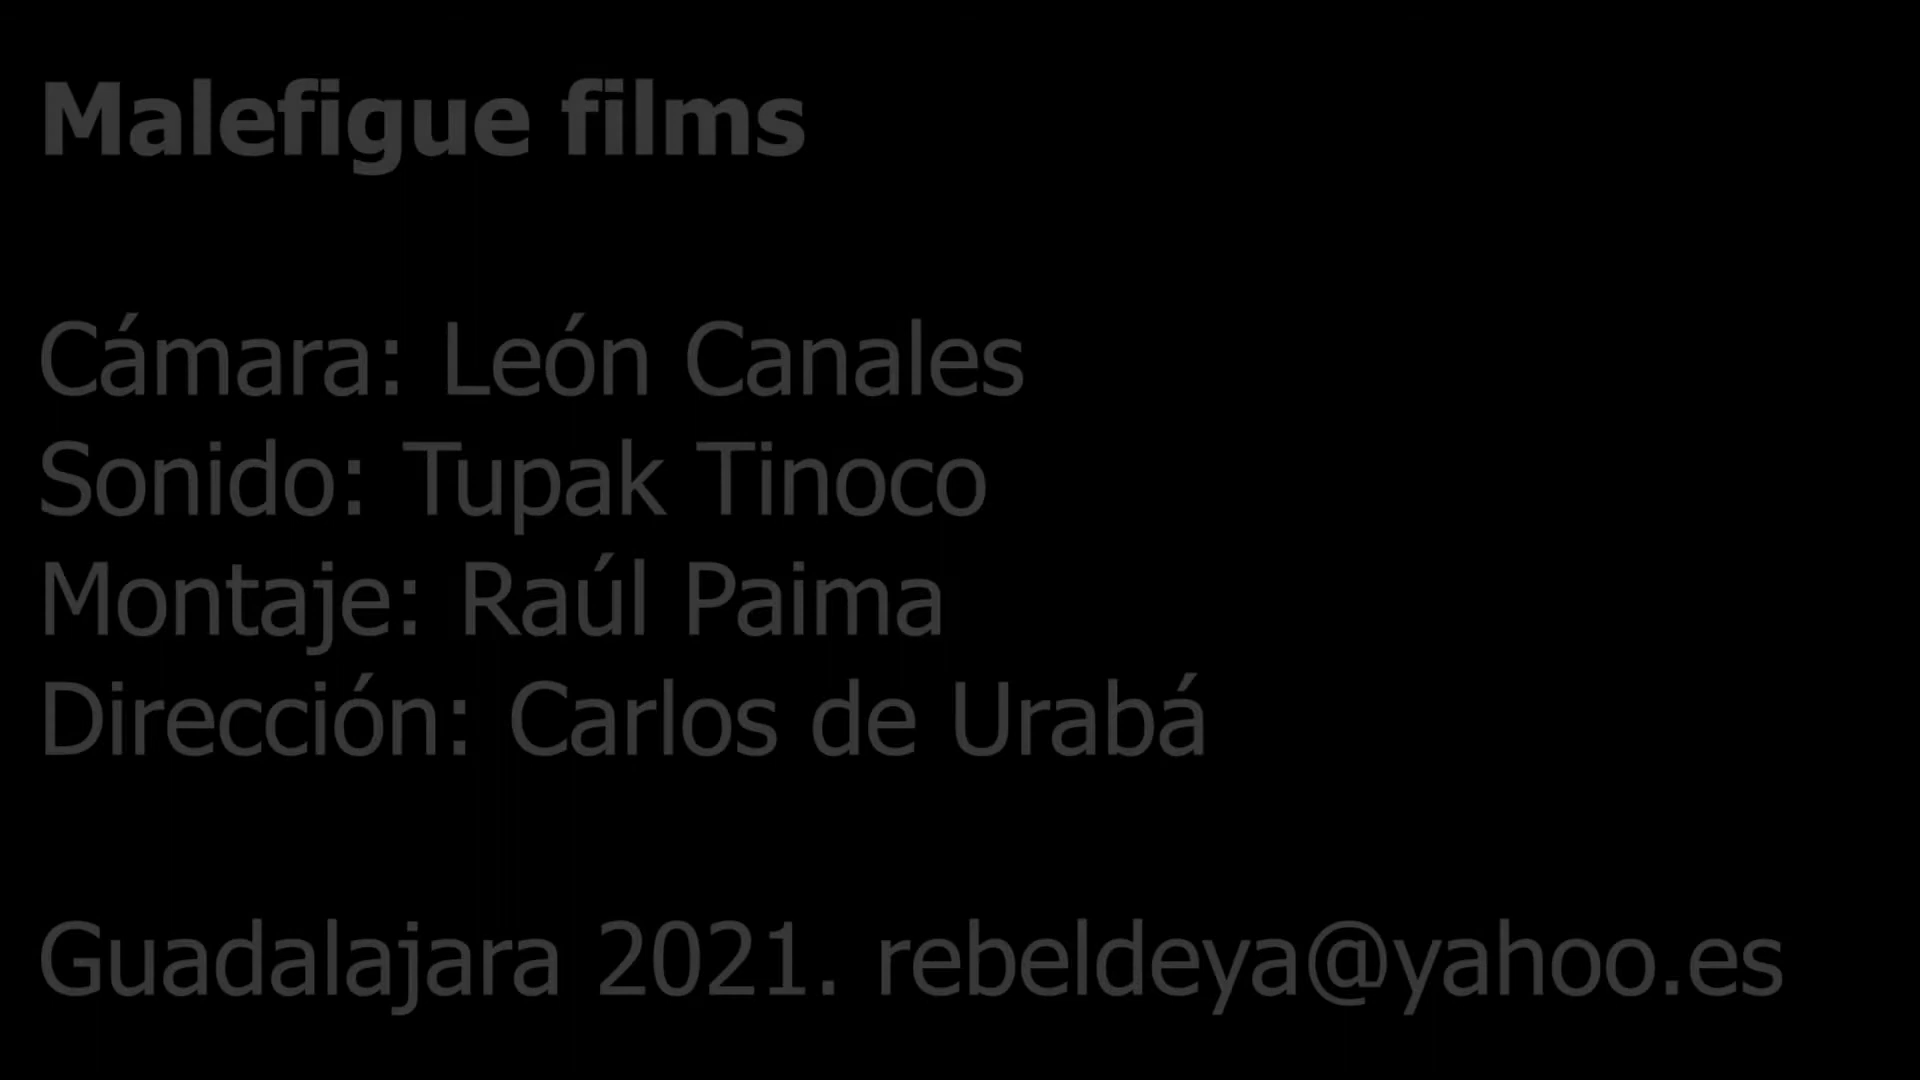 Malefigue films
Cámara: León Canales
Sonido: Tupak Tinoco
Montaje: Raúl Paima
Dirección: Carlos de Urabá
Guadalajara 2021. rebeldeya@yahoo.es